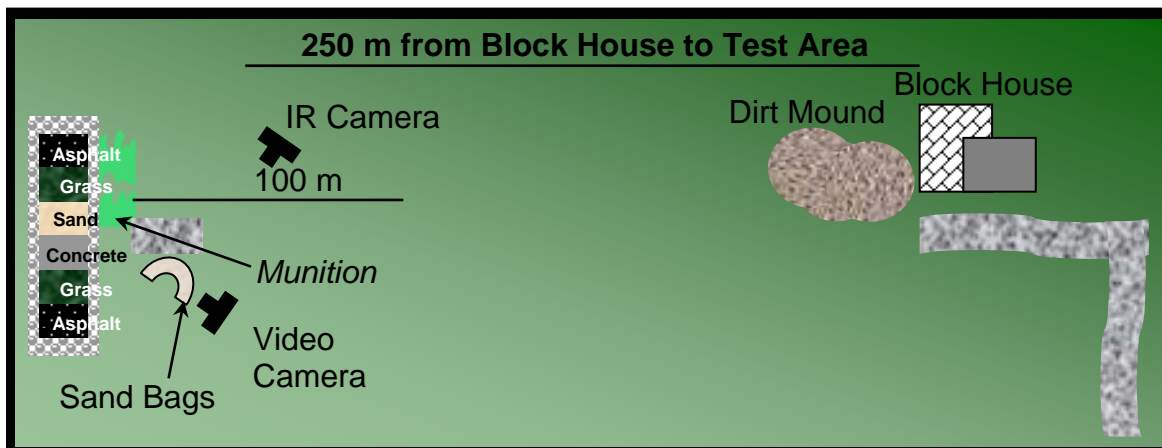 250 m from Block House to Test Area
Block House
Dirt Mound
IR Camera
100 m
Asphalt
Grass
Sand
Concrete
Grass
Asphalt
Munition
Video
Camera
Sand Bags